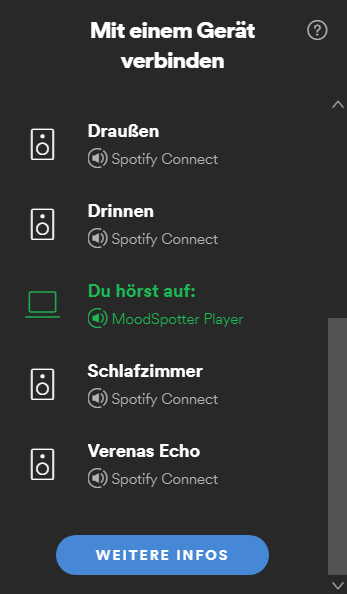 Mit einem Gerät
verbinden
?
Draußen
Spotify Connect
Drinnen
Spotify Connect
Du hörst auf:
MoodSpotter Player
Schlafzimmer
Spotify Connect
Verenas Echo
Spotify Connect
WEITERE INFOS